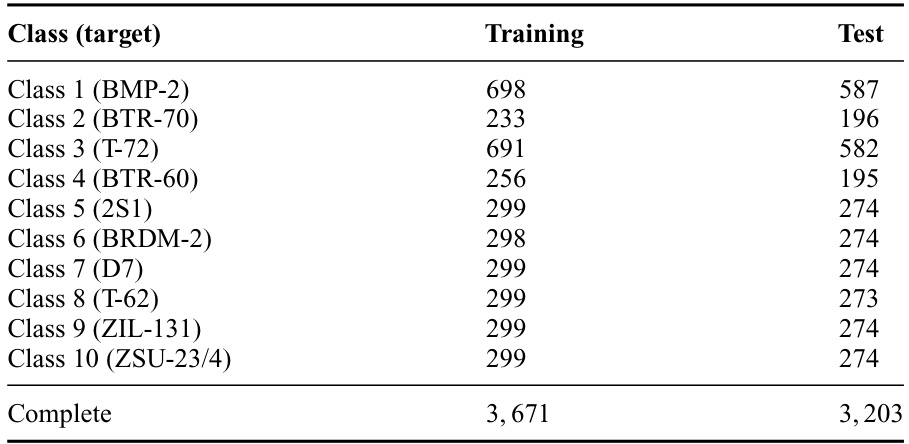 Class (target) Training Test
Class 1 (BMP-2) 698 587
Class 2 (BTR-70) 233 196
Class 3 (T-72) 691 582
Class 4 (BTR-60) 256 195
Class 5 (2S1) 299 274
Class 6 (BRDM-2) 298 274
Class 7 (D7) 299 274
Class 8 (T-62) 299 273
Class 9 (ZIL-131) 299 274
Class 10 (ZSU-23/4) 299 274
Complete 3, 671 3, 203